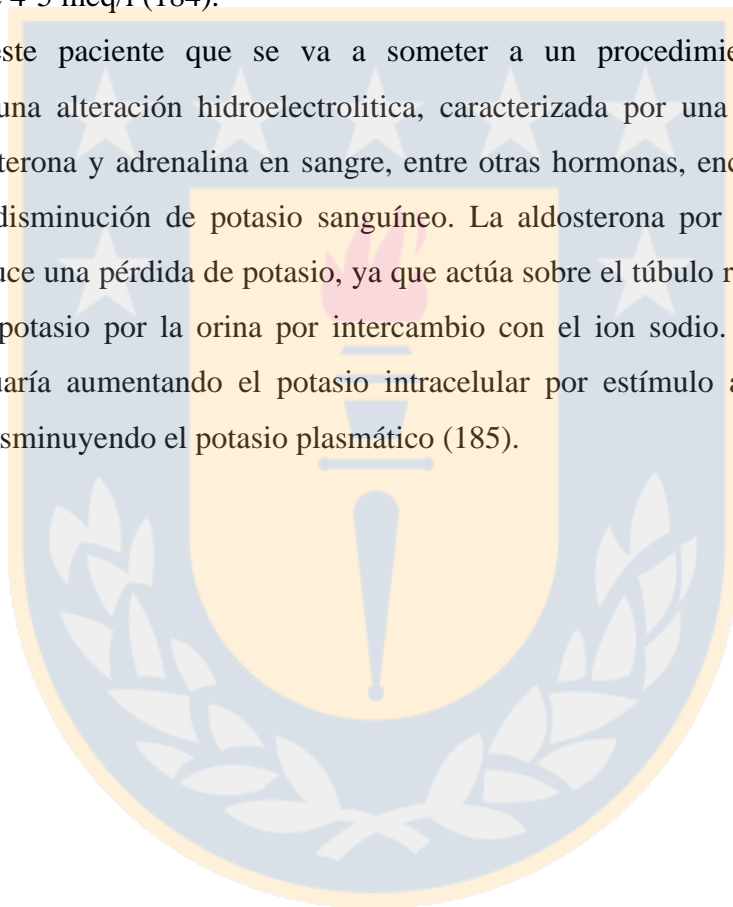 e 4-5 meq/l (184).
este paciente que se va a someter a un procedimie
una alteración hidroelectrolitica, caracterizada por una
terona y adrenalina en sangre, entre otras hormonas, enc
disminución de potasio sanguíneo. La aldosterona por
uce una pérdida de potasio, ya que actúa sobre el túbulo r
potasio por la orina por intercambio con el ion sodio.
uaría aumentando el potasio intracelular por estímulo a
sminuyendo el potasio plasmático (185).